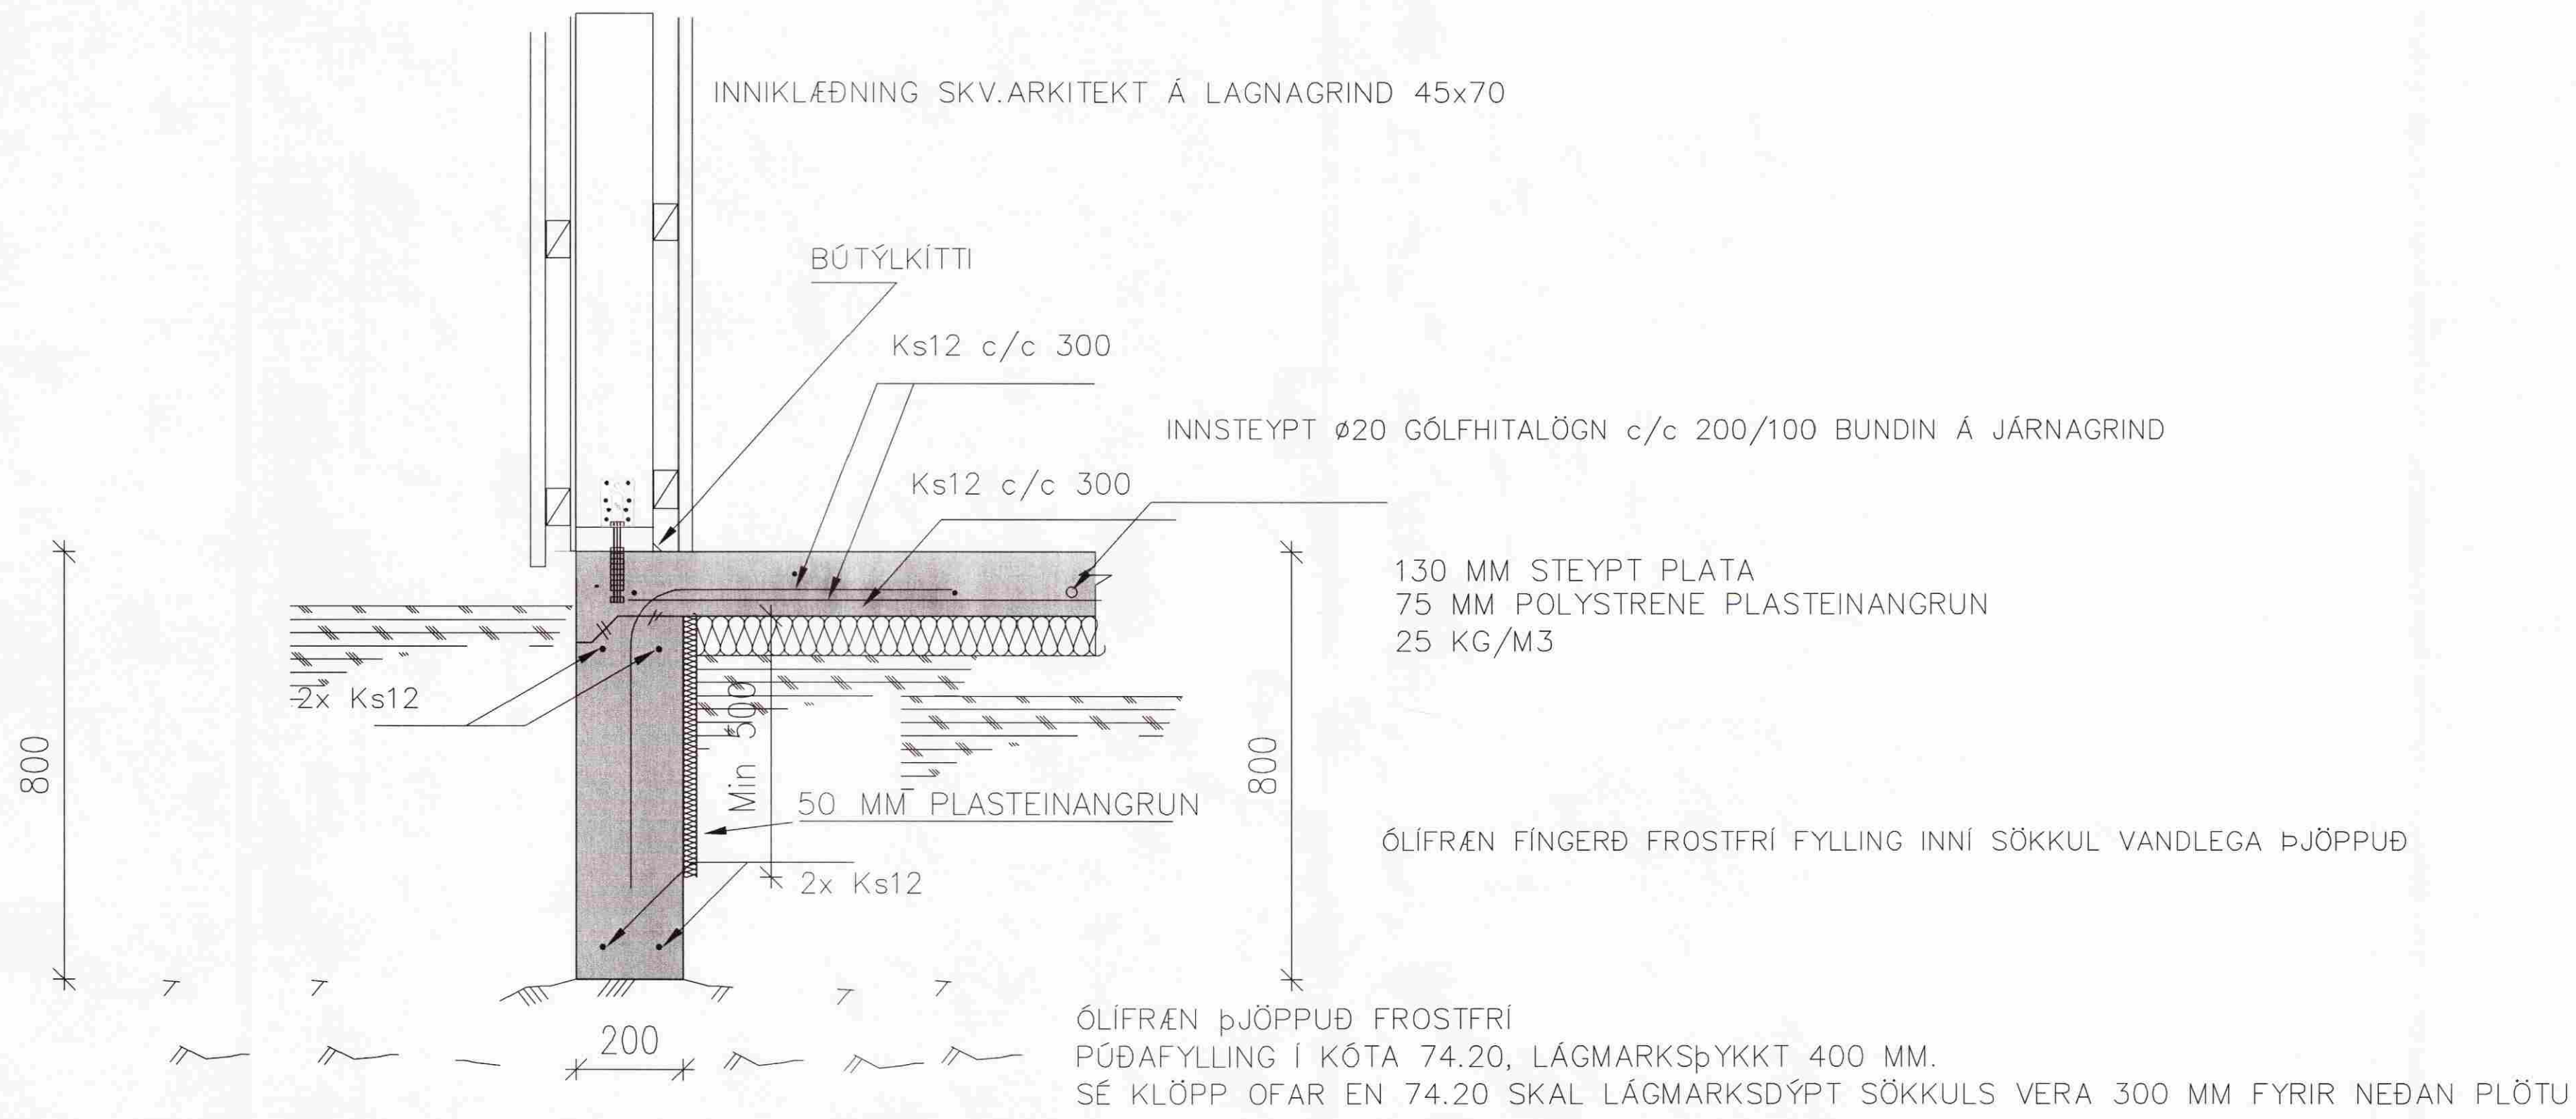 INNIKLÆÐNING SKV.ARKITEKT Á LAGNAGRIND 45x70
BÚTÝLKÍTTI
Ks12 c/c 300
INNSTEYPT ø20 GÓLFHITALÖGN c/c 200/100 BUNDIN Á JÁRNAGRIND
Ks12 c/c 300
130 MM STEYPT PLATA
75 MM POLYSTRENE PLASTEINANGRUN
25 KG/M3
2x Ks12
800
Min 500
800
50 MM PLASTEINANGRUN
ÓLÍFRÆN FÍNGERÐ FROSTFRÍ FYLLING INNÍ SÖKKUL VANDLEGA ÞJÖPPUÐ
2x Ks12
200
ÓLÍFRÆN þJÖPPUÐ FROSTFRÍ
PÚÐAFYLLING Í KÓTA 74.20, LÁGMARKSþYKKT 400 MM.
SÉ KLÖPP OFAR EN 74.20 SKAL LÁGMARKSDÝPT SÖKKULS VERA 300 MM FYRIR NEÐAN PLÖTU